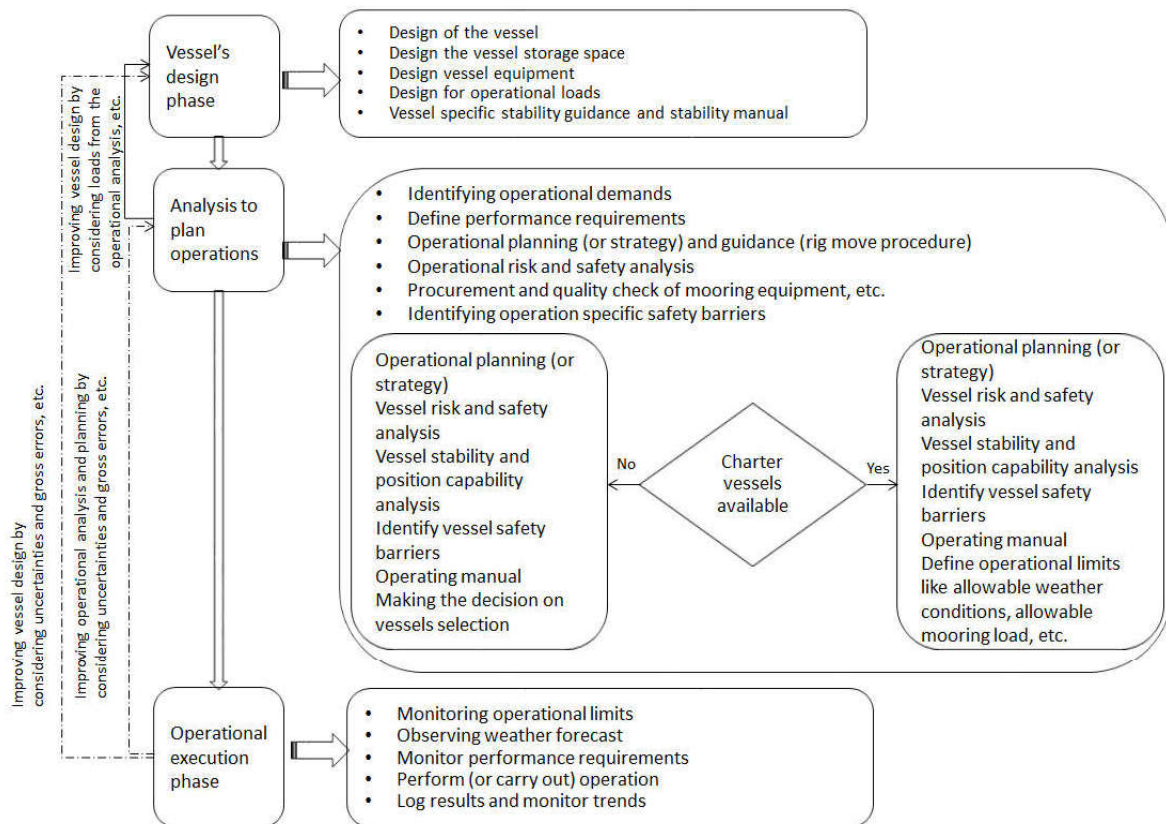 Vessel's
design
phase
• Design of the vessel
• Design the vessel storage space
• Design vessel equipment
• Design for operational loads
• Vessel specific stability guidance and stability manual
Improving vessel design by
considering loads from the
operational analysis, etc.
Analysis to
plan
operations
• Identifying operational demands
• Define performance requirements
• Operational planning (or strategy) and guidance (rig move procedure)
• Operational risk and safety analysis
• Procurement and quality check of mooring equipment, etc.
• Identifying operation specific safety barriers
Operational planning (or
strategy)
Vessel risk and safety
analysis
Vessel stability and
position capability
analysis
Identify vessel safety
barriers
Operating manual
Making the decision on
vessels selection
No
Charter
vessels
available
Yes
Operational planning (or
strategy)
Vessel risk and safety
analysis
Vessel stability and
position capability analysis
Identify vessel safety
barriers
Operating manual
Define operational limits
like allowable weather
conditions, allowable
mooring load, etc.
Improving vessel design by
considering uncertainties and gross errors, etc.
Improving operational analysis and planning by
considering uncertainties and gross errors, etc.
Operational
execution
phase
• Monitoring operational limits
• Observing weather forecast
• Monitor performance requirements
• Perform (or carry out) operation
• Log results and monitor trends